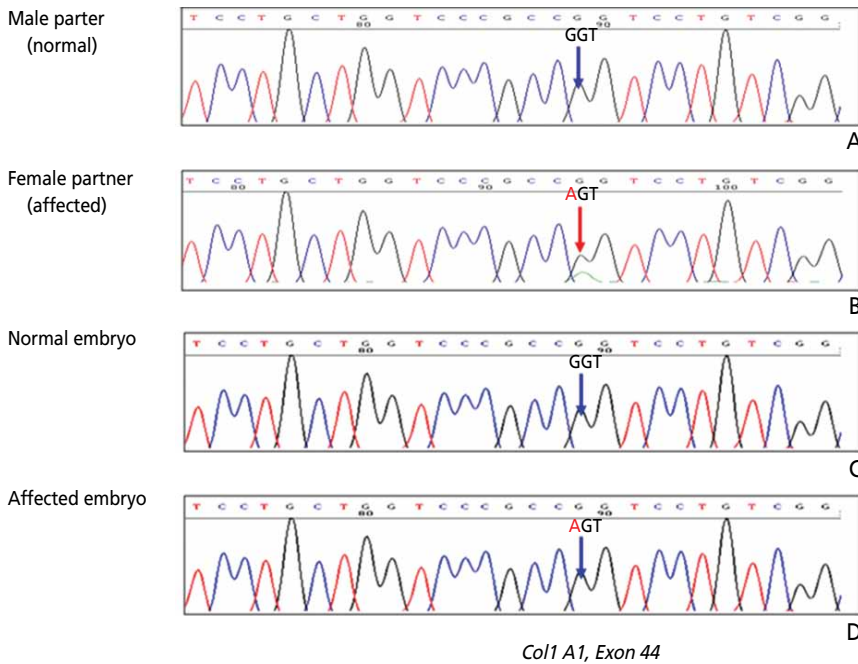 Male parter
(normal)
T C C T G C T G G T C C C G C C G G T C C T G T C G G
80 90
GGT
A
Female partner
(affected)
T C C T G C T G G T C C C G C C G G T C C T G T C G G
80 90 100
AGT
B
Normal embryo
T C C T G C T G G T C C C G C C G G T C C T G T C G G
80 90
GGT
C
Affected embryo
T C C T G C T G G T C C C G C C G G T C C T G T C G G
80 90
AGT
D
Col1 A1, Exon 44